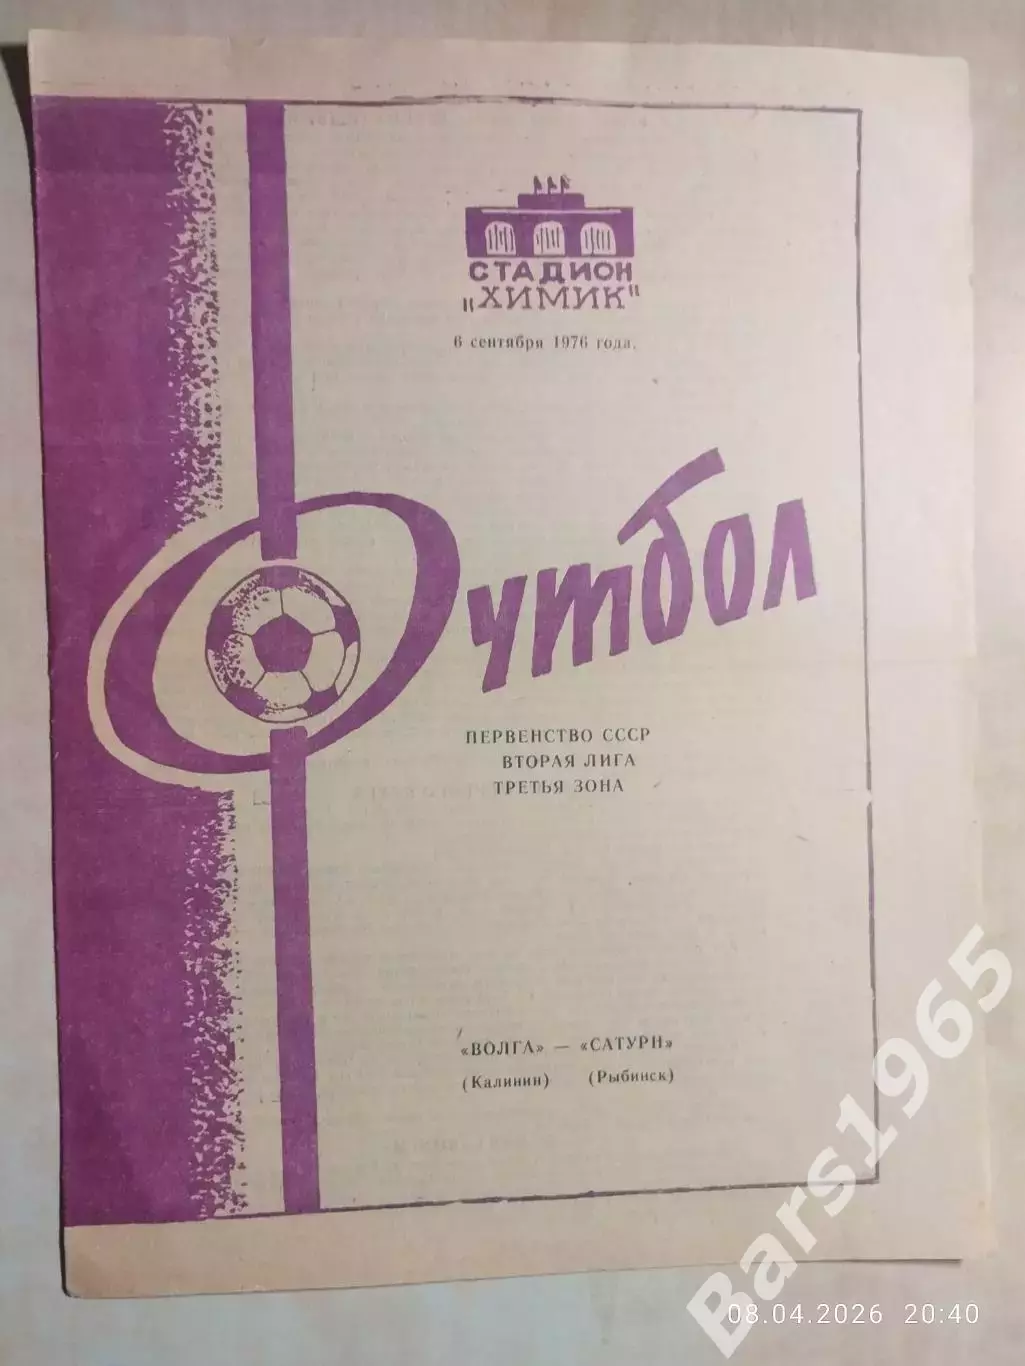 СТАДИОН
"ХИМИК"
6 сентября 1976 года.
Футбол
ПЕРВЕНСТВО СССР
ВТОРАЯ ЛИГА
ТРЕТЬЯ ЗОНА
«ВОЛГА» — «САТУРН»
(Калинин) (Рыбинск)
Bars1965
08.04.2026 20:40